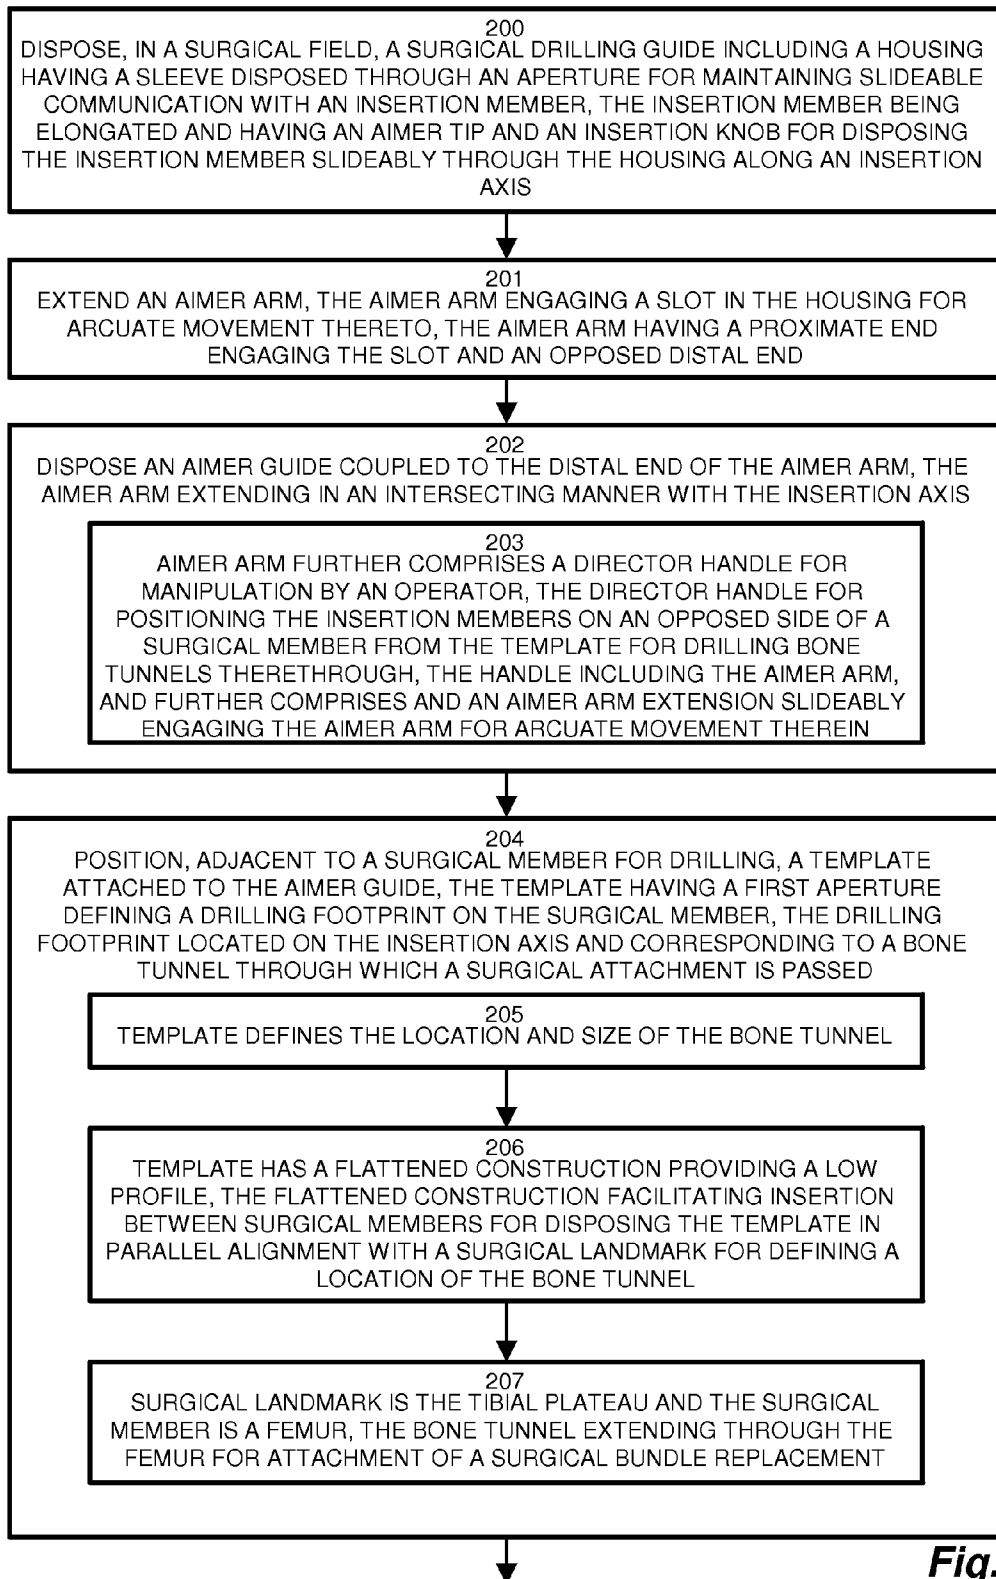 200
DISPOSE, IN A SURGICAL FIELD, A SURGICAL DRILLING GUIDE INCLUDING A HOUSING
HAVING A SLEEVE DISPOSED THROUGH AN APERTURE FOR MAINTAINING SLIDEABLE
COMMUNICATION WITH AN INSERTION MEMBER, THE INSERTION MEMBER BEING
ELONGATED AND HAVING AN AIMER TIP AND AN INSERTION KNOB FOR DISPOSING
THE INSERTION MEMBER SLIDEABLY THROUGH THE HOUSING ALONG AN INSERTION
AXIS
201
EXTEND AN AIMER ARM, THE AIMER ARM ENGAGING A SLOT IN THE HOUSING FOR
ARCUATE MOVEMENT THERETO, THE AIMER ARM HAVING A PROXIMATE END
ENGAGING THE SLOT AND AN OPPOSED DISTAL END
202
DISPOSE AN AIMER GUIDE COUPLED TO THE DISTAL END OF THE AIMER ARM, THE
AIMER ARM EXTENDING IN AN INTERSECTING MANNER WITH THE INSERTION AXIS
203
AIMER ARM FURTHER COMPRISES A DIRECTOR HANDLE FOR
MANIPULATION BY AN OPERATOR, THE DIRECTOR HANDLE FOR
POSITIONING THE INSERTION MEMBERS ON AN OPPOSED SIDE OF A
SURGICAL MEMBER FROM THE TEMPLATE FOR DRILLING BONE
TUNNELS THERETHROUGH, THE HANDLE INCLUDING THE AIMER ARM,
AND FURTHER COMPRISES AND AN AIMER ARM EXTENSION SLIDEABLY
ENGAGING THE AIMER ARM FOR ARCUATE MOVEMENT THEREIN
204
POSITION, ADJACENT TO A SURGICAL MEMBER FOR DRILLING, A TEMPLATE
ATTACHED TO THE AIMER GUIDE, THE TEMPLATE HAVING A FIRST APERTURE
DEFINING A DRILLING FOOTPRINT ON THE SURGICAL MEMBER, THE DRILLING
FOOTPRINT LOCATED ON THE INSERTION AXIS AND CORRESPONDING TO A BONE
TUNNEL THROUGH WHICH A SURGICAL ATTACHMENT IS PASSED
205
TEMPLATE DEFINES THE LOCATION AND SIZE OF THE BONE TUNNEL
206
TEMPLATE HAS A FLATTENED CONSTRUCTION PROVIDING A LOW
PROFILE, THE FLATTENED CONSTRUCTION FACILITATING INSERTION
BETWEEN SURGICAL MEMBERS FOR DISPOSING THE TEMPLATE IN
PARALLEL ALIGNMENT WITH A SURGICAL LANDMARK FOR DEFINING A
LOCATION OF THE BONE TUNNEL
207
SURGICAL LANDMARK IS THE TIBIAL PLATEAU AND THE SURGICAL
MEMBER IS A FEMUR, THE BONE TUNNEL EXTENDING THROUGH THE
FEMUR FOR ATTACHMENT OF A SURGICAL BUNDLE REPLACEMENT
Fig.